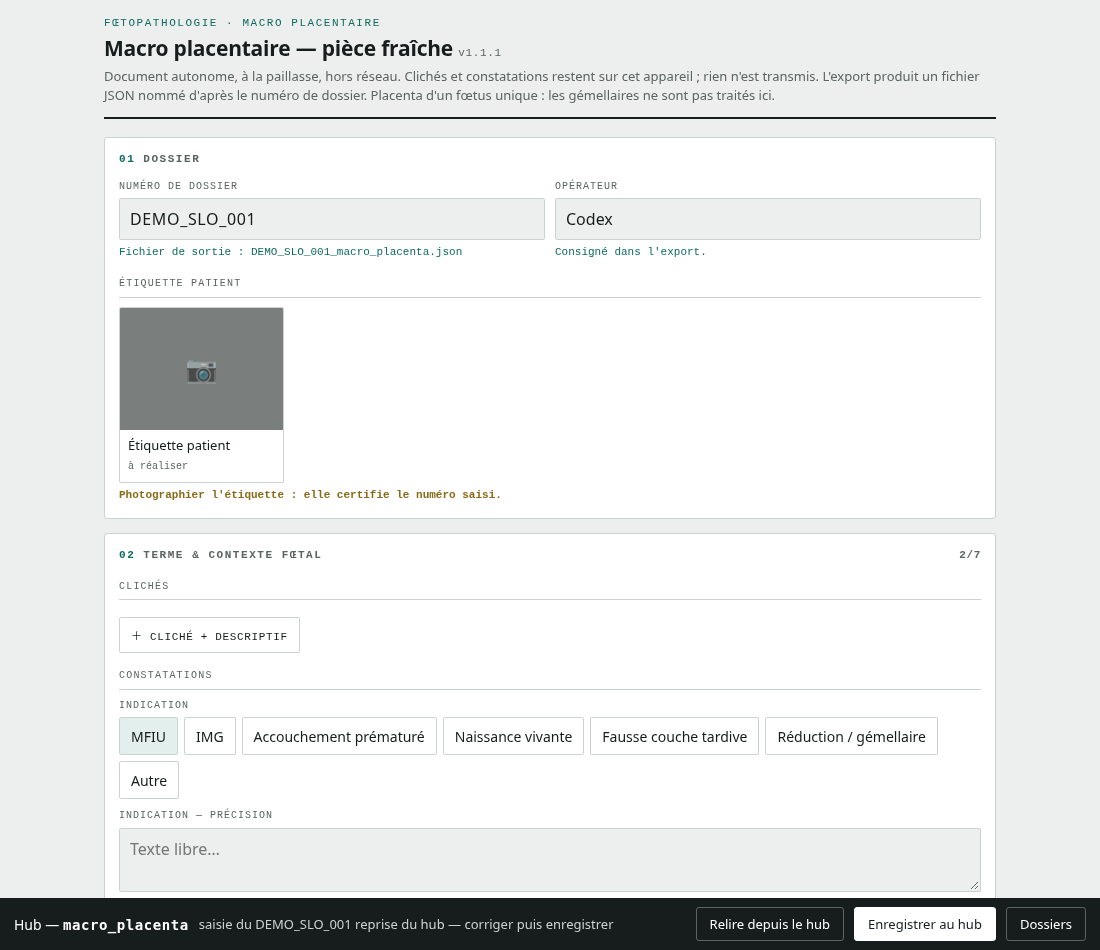 FŒTOPATHOLOGIE · MACRO PLACENTAIRE
Macro placentaire — pièce fraîche v1.1.1
Document autonome, à la paillasse, hors réseau. Clichés et constatations restent sur cet appareil ; rien n'est transmis. L'export produit un fichier
JSON nommé d'après le numéro de dossier. Placenta d'un fœtus unique : les gémellaires ne sont pas traités ici.
01 DOSSIER
NUMÉRO DE DOSSIER
OPÉRATEUR
DEMO_SLO_001
Codex
Fichier de sortie : DEMO_SLO_001_macro_placenta.json
Consigné dans l'export.
ÉTIQUETTE PATIENT
Étiquette patient
à réaliser
Photographier l'étiquette : elle certifie le numéro saisi.
02 TERME & CONTEXTE FŒTAL 2/7
CLICHÉS
+ CLICHÉ + DESCRIPTIF
CONSTATATIONS
INDICATION
MFIU IMG Accouchement prématuré Naissance vivante Fausse couche tardive Réduction / gémellaire
Autre
INDICATION — PRÉCISION
Texte libre...
Hub — macro_placenta saisie du DEMO_SLO_001 reprise du hub — corriger puis enregistrer Relire depuis le hub Enregistrer au hub Dossiers